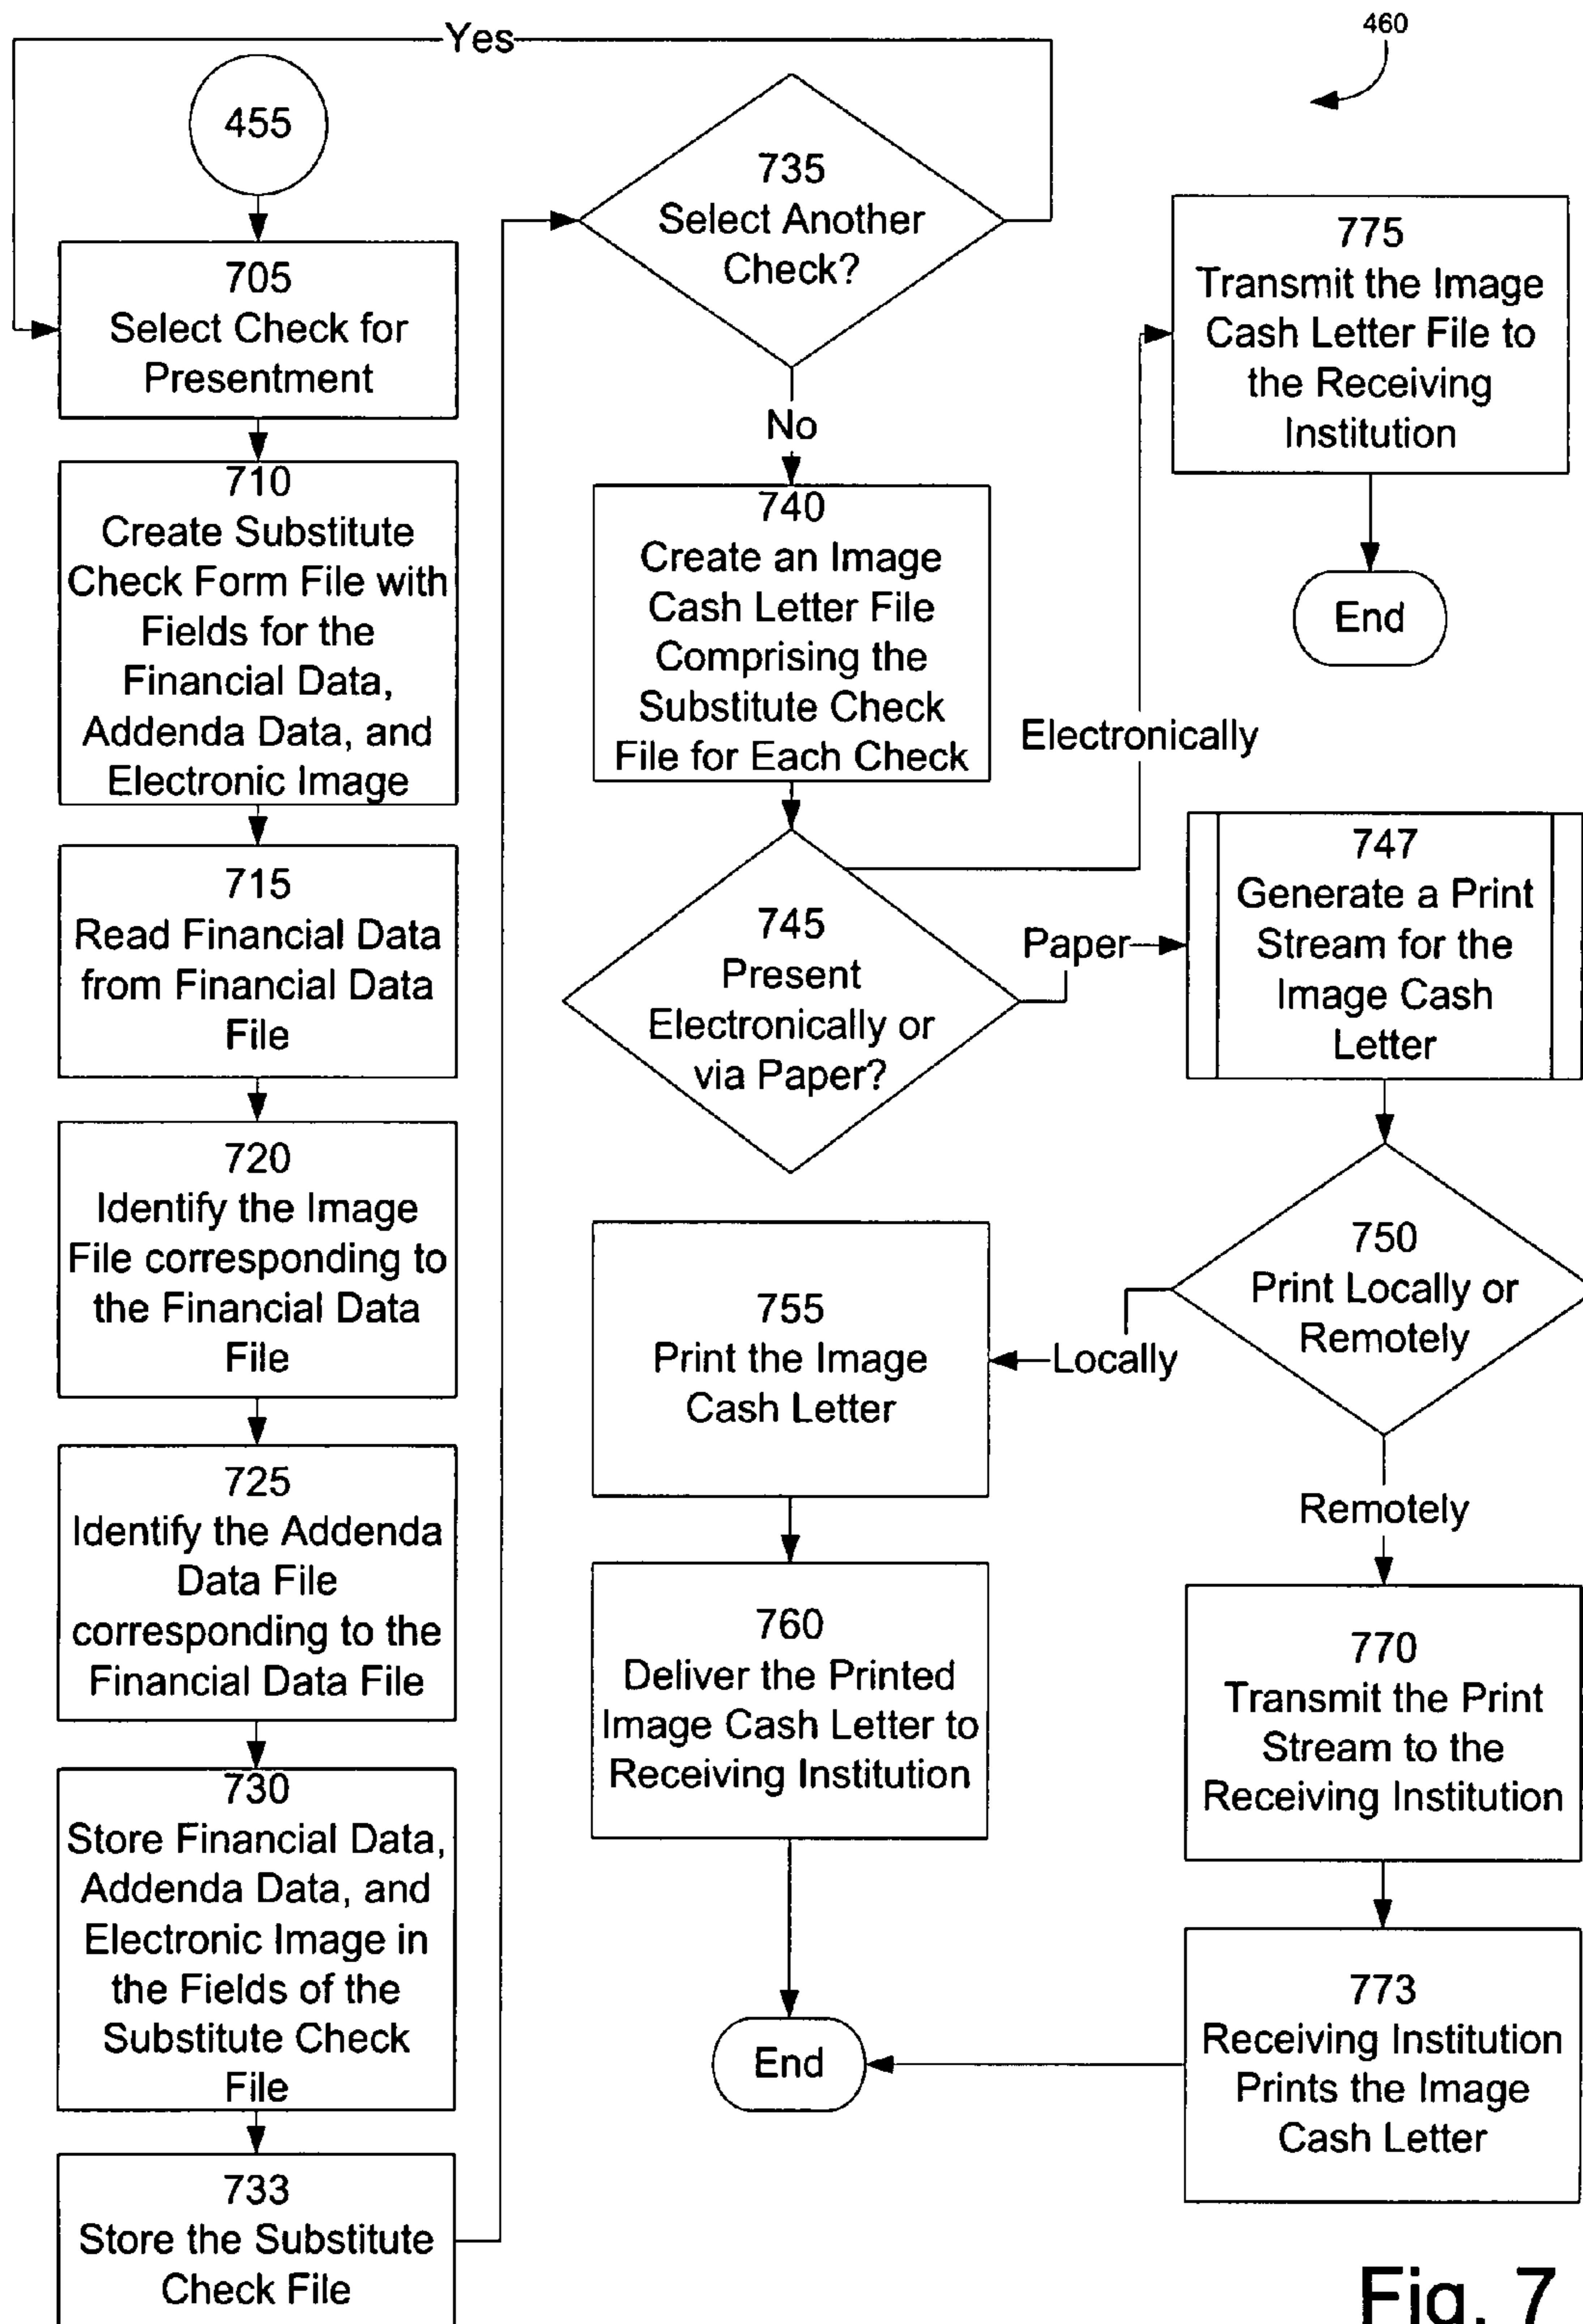 Yes
460
455
705
Select Check for
Presentment
710
Create Substitute
Check Form File with
Fields for the
Financial Data,
Addenda Data, and
Electronic Image
715
Read Financial Data
from Financial Data
File
720
Identify the Image
File corresponding to
the Financial Data
File
725
Identify the Addenda
Data File
corresponding to the
Financial Data File
730
Store Financial Data,
Addenda Data, and
Electronic Image in
the Fields of the
Substitute Check
File
733
Store the Substitute
Check File
735
Select Another
Check?
No
740
Create an Image
Cash Letter File
Comprising the
Substitute Check
File for Each Check
745
Present
Electronically or
via Paper?
Electronically
775
Transmit the Image
Cash Letter File to
the Receiving
Institution
End
Paper
747
Generate a Print
Stream for the
Image Cash
Letter
750
Print Locally or
Remotely
Locally
755
Print the Image
Cash Letter
760
Deliver the Printed
Image Cash Letter to
Receiving Institution
End
Remotely
770
Transmit the Print
Stream to the
Receiving Institution
773
Receiving Institution
Prints the Image
Cash Letter
Fig. 7